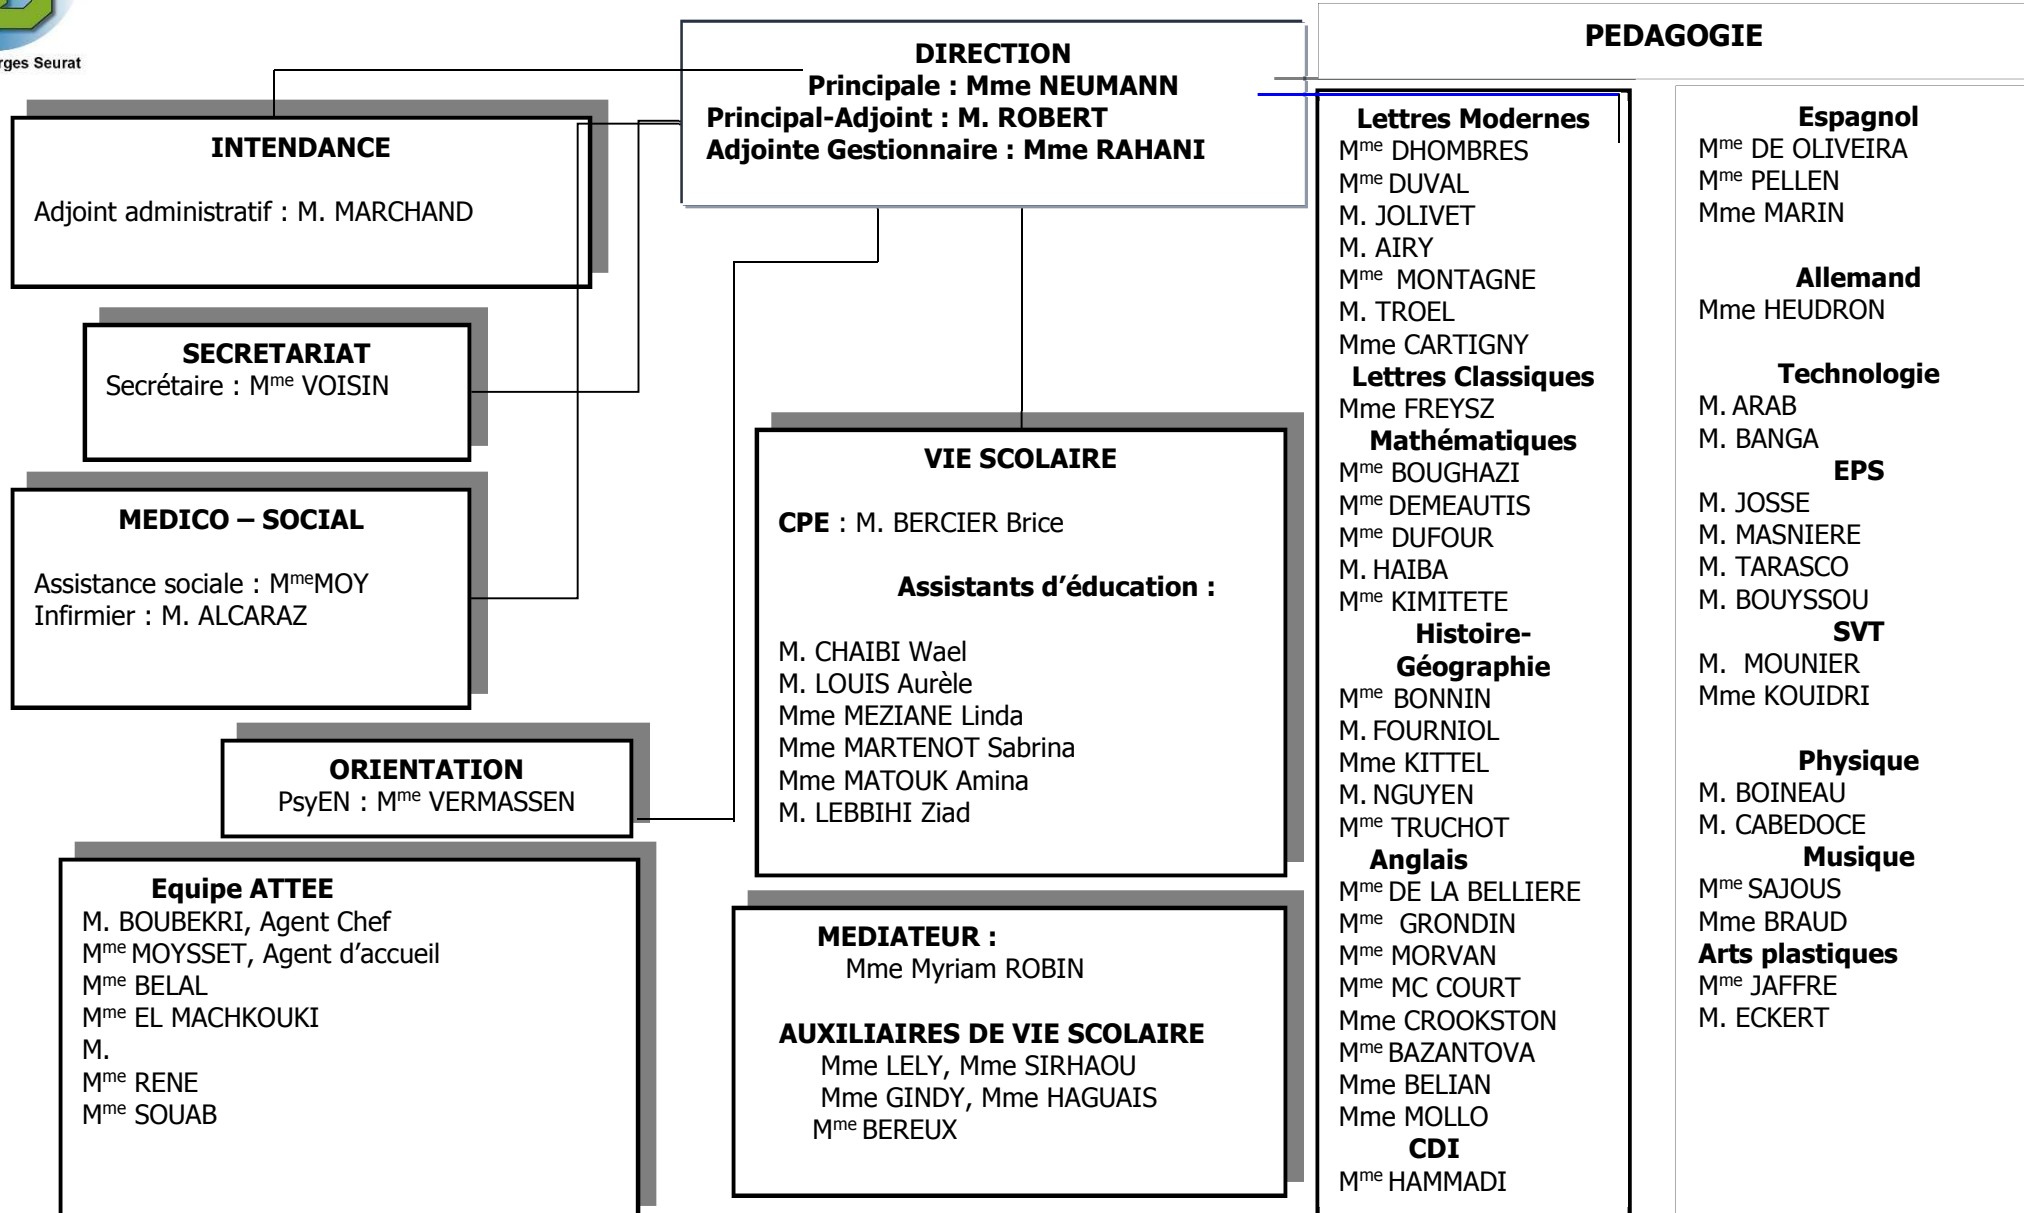 rges Seurat
DIRECTION
Principale : Mme NEUMANN
Principal-Adjoint : M. ROBERT
Adjointe Gestionnaire : Mme RAHANI
INTENDANCE
Adjoint administratif : M. MARCHAND
SECRETARIAT
Secrétaire : Mme VOISIN
MEDICO – SOCIAL
Assistance sociale : MmeMOY
Infirmier : M. ALCARAZ
ORIENTATION
PsyEN : Mme VERMASSEN
Equipe ATTEE
M. BOUBEKRI, Agent Chef
Mme MOYSSET, Agent d’accueil
Mme BELAL
Mme EL MACHKOUKI
M.
Mme RENE
Mme SOUAB
VIE SCOLAIRE
CPE : M. BERCIER Brice
Assistants d’éducation :
M. CHAIBI Wael
M. LOUIS Aurèle
Mme MEZIANE Linda
Mme MARTENOT Sabrina
Mme MATOUK Amina
M. LEBBIHI Ziad
MEDIATEUR :
Mme Myriam ROBIN
AUXILIAIRES DE VIE SCOLAIRE
Mme LELY, Mme SIRHAOU
Mme GINDY, Mme HAGUAIS
Mme BEREUX
PEDAGOGIE
Lettres Modernes
Mme DHOMBRES
Mme DUVAL
M. JOLIVET
M. AIRY
Mme MONTAGNE
M. TROEL
Mme CARTIGNY
Lettres Classiques
Mme FREYSZ
Mathématiques
Mme BOUGHAZI
Mme DEMEAUTIS
Mme DUFOUR
M. HAIBA
Mme KIMITETE
Histoire-
Géographie
Mme BONNIN
M. FOURNIOL
Mme KITTEL
M. NGUYEN
Mme TRUCHOT
Anglais
Mme DE LA BELLIERE
Mme GRONDIN
Mme MORVAN
Mme MC COURT
Mme CROOKSTON
Mme BAZANTOVA
Mme BELIAN
Mme MOLLO
CDI
Mme HAMMADI
Espagnol
Mme DE OLIVEIRA
Mme PELLEN
Mme MARIN
Allemand
Mme HEUDRON
Technologie
M. ARAB
M. BANGA
EPS
M. JOSSE
M. MASNIERE
M. TARASCO
M. BOUYSSOU
SVT
M. MOUNIER
Mme KOUIDRI
Physique
M. BOINEAU
M. CABEDOCE
Musique
Mme SAJOUS
Mme BRAUD
Arts plastiques
Mme JAFFRE
M. ECKERT